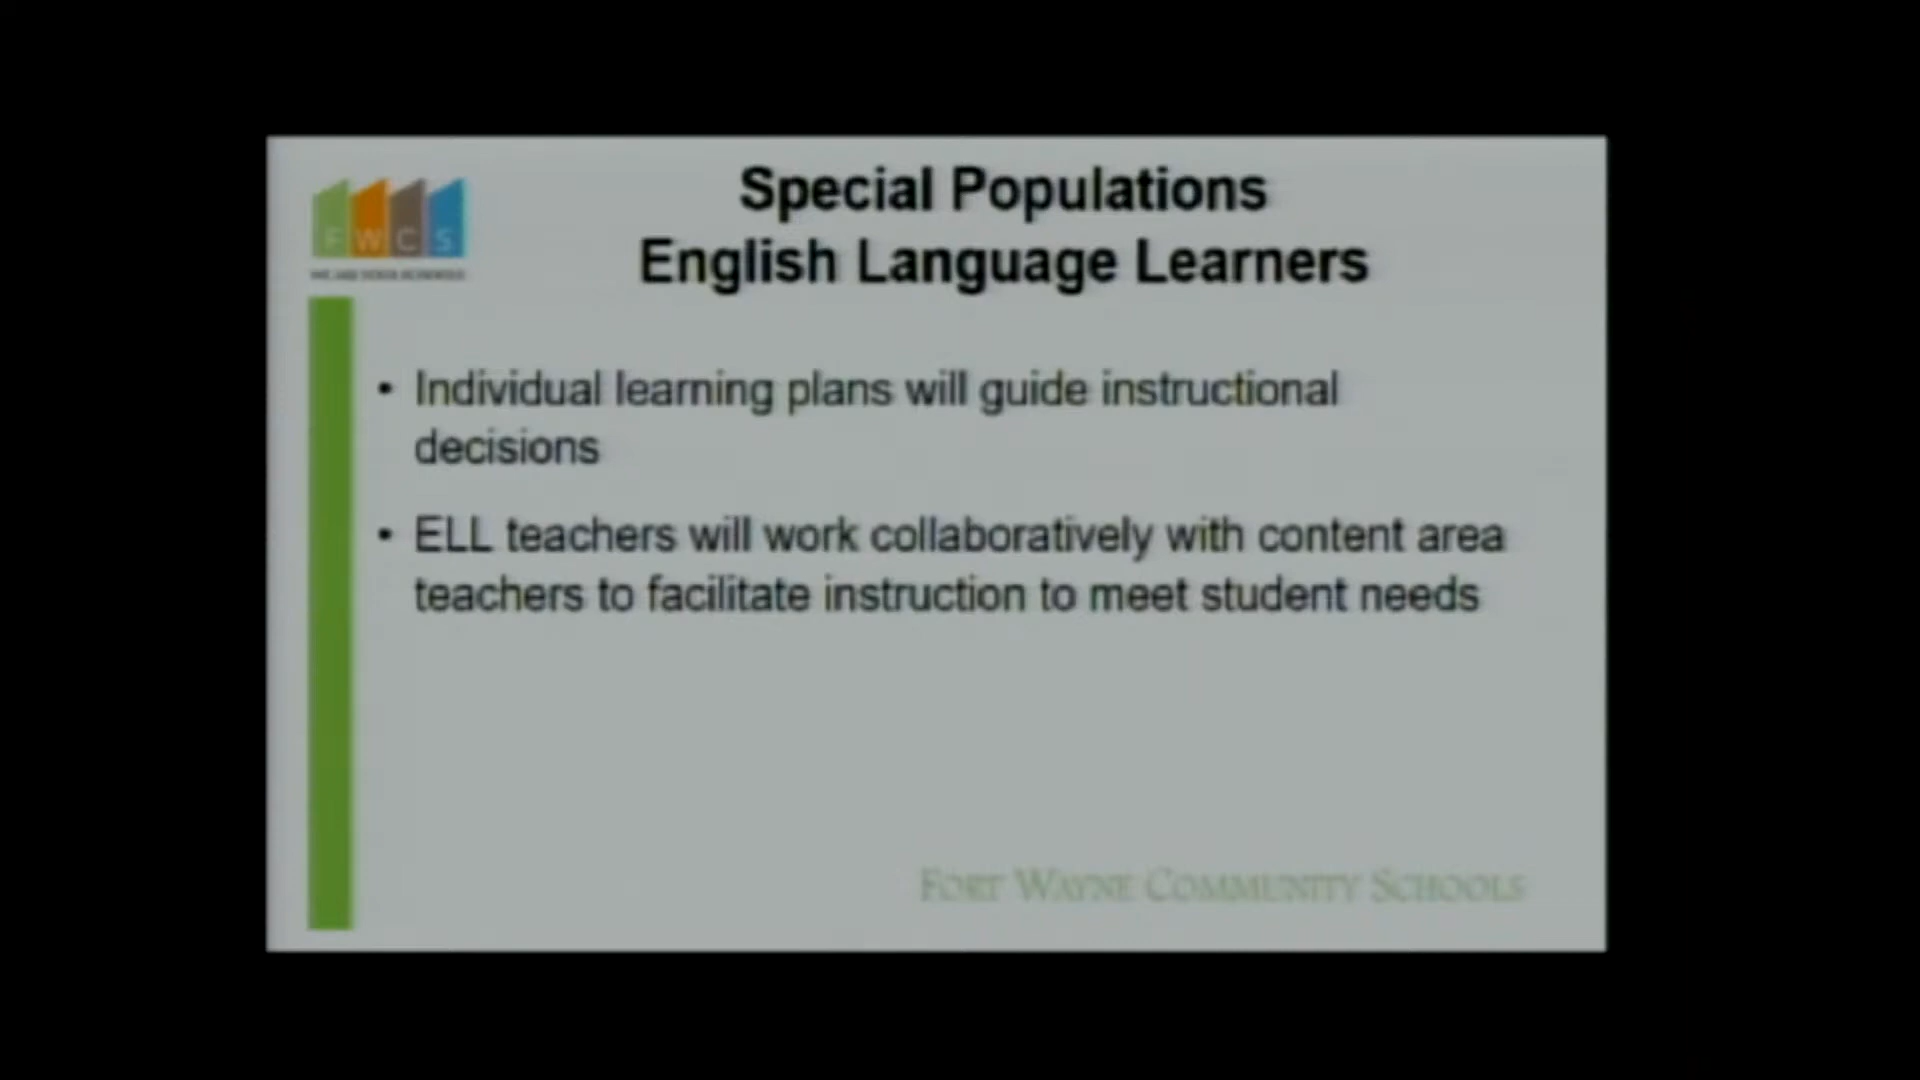 Special Populations
English Language Learners
FWCS
• Individual learning plans will guide instructional
decisions
• ELL teachers will work collaboratively with content area
teachers to facilitate instruction to meet student needs
FORT WAYNE COMMUNITY SCHOOLS